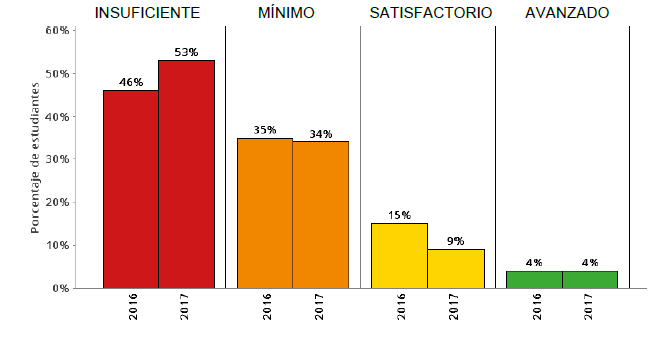 INSUFICIENTE MÍNIMO SATISFACTORIO AVANZADO
Porcentaje de estudiantes
60%
50%
40%
30%
20%
10%
0%
46% 53% 35% 34% 15% 9% 4% 4%
2016 2017 2016 2017 2016 2017 2016 2017